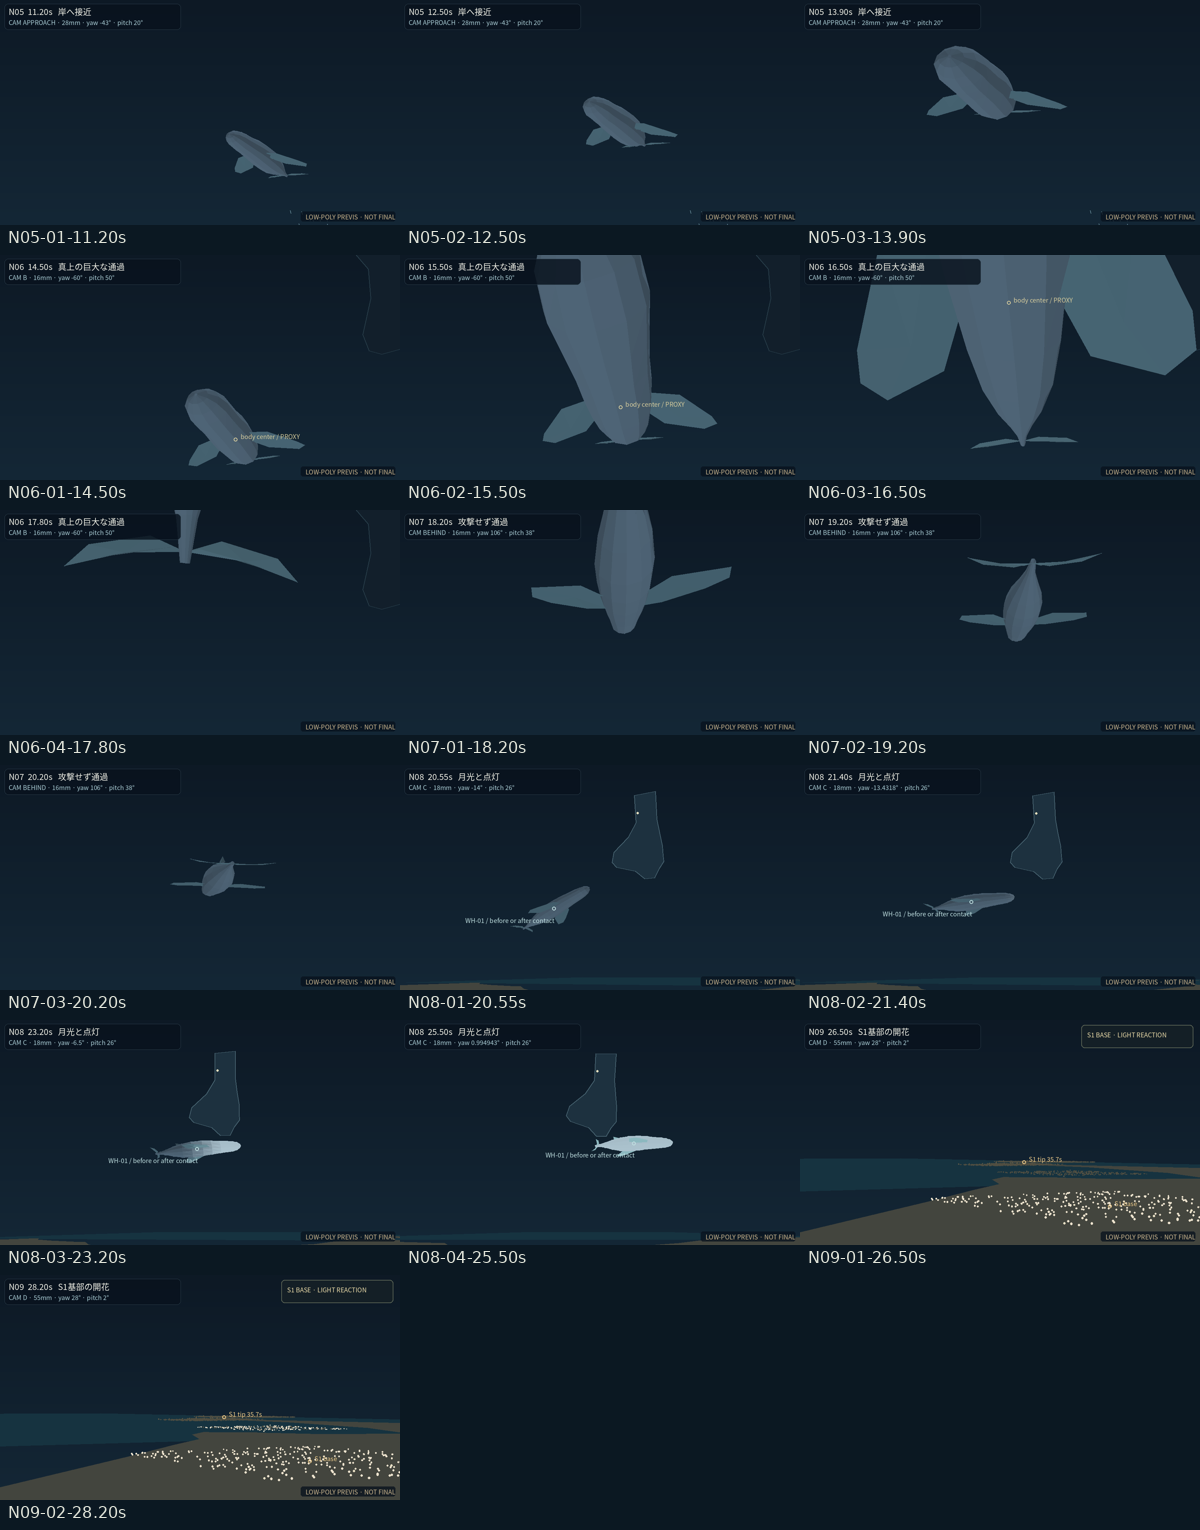 N05 11.20s 岸へ接近
CAM APPROACH · 28mm · yaw -43° · pitch 20°
LOW-POLY PREVIS · NOT FINAL
N05-01-11.20s
N05 12.50s 岸へ接近
CAM APPROACH · 28mm · yaw -43° · pitch 20°
LOW-POLY PREVIS · NOT FINAL
N05-02-12.50s
N05 13.90s 岸へ接近
CAM APPROACH · 28mm · yaw -43° · pitch 20°
LOW-POLY PREVIS · NOT FINAL
N05-03-13.90s
N06 14.50s 真上の巨大な通過
CAM B · 16mm · yaw -60° · pitch 50°
body center / PROXY
LOW-POLY PREVIS · NOT FINAL
N06-01-14.50s
N06 15.50s 真上の巨大な通過
CAM B · 16mm · yaw -60° · pitch 50°
body center / PROXY
LOW-POLY PREVIS · NOT FINAL
N06-02-15.50s
N06 16.50s 真上の巨大な通過
CAM B · 16mm · yaw -60° · pitch 50°
body center / PROXY
LOW-POLY PREVIS · NOT FINAL
N06-03-16.50s
N06 17.80s 真上の巨大な通過
CAM B · 16mm · yaw -60° · pitch 50°
LOW-POLY PREVIS · NOT FINAL
N06-04-17.80s
N07 18.20s 攻撃せず通過
CAM BEHIND · 16mm · yaw 106° · pitch 38°
LOW-POLY PREVIS · NOT FINAL
N07-01-18.20s
N07 19.20s 攻撃せず通過
CAM BEHIND · 16mm · yaw 106° · pitch 38°
LOW-POLY PREVIS · NOT FINAL
N07-02-19.20s
N07 20.20s 攻撃せず通過
CAM BEHIND · 16mm · yaw 106° · pitch 38°
LOW-POLY PREVIS · NOT FINAL
N07-03-20.20s
N08 20.55s 月光と点灯
CAM C · 18mm · yaw -14° · pitch 26°
WH-01 / before or after contact
LOW-POLY PREVIS · NOT FINAL
N08-01-20.55s
N08 21.40s 月光と点灯
CAM C · 18mm · yaw -13.4318° · pitch 26°
WH-01 / before or after contact
LOW-POLY PREVIS · NOT FINAL
N08-02-21.40s
N08 23.20s 月光と点灯
CAM C · 18mm · yaw -6.5° · pitch 26°
WH-01 / before or after contact
LOW-POLY PREVIS · NOT FINAL
N08-03-23.20s
N08 25.50s 月光と点灯
CAM C · 18mm · yaw 0.994943° · pitch 26°
WH-01 / before or after contact
LOW-POLY PREVIS · NOT FINAL
N08-04-25.50s
N09 26.50s S1基部の開花
CAM D · 55mm · yaw 28° · pitch 2°
S1 BASE · LIGHT REACTION
S1 tip 35.7s
LOW-POLY PREVIS · NOT FINAL
N09-01-26.50s
N09 28.20s S1基部の開花
CAM D · 55mm · yaw 28° · pitch 2°
S1 BASE · LIGHT REACTION
S1 tip 35.7s
LOW-POLY PREVIS · NOT FINAL
N09-02-28.20s